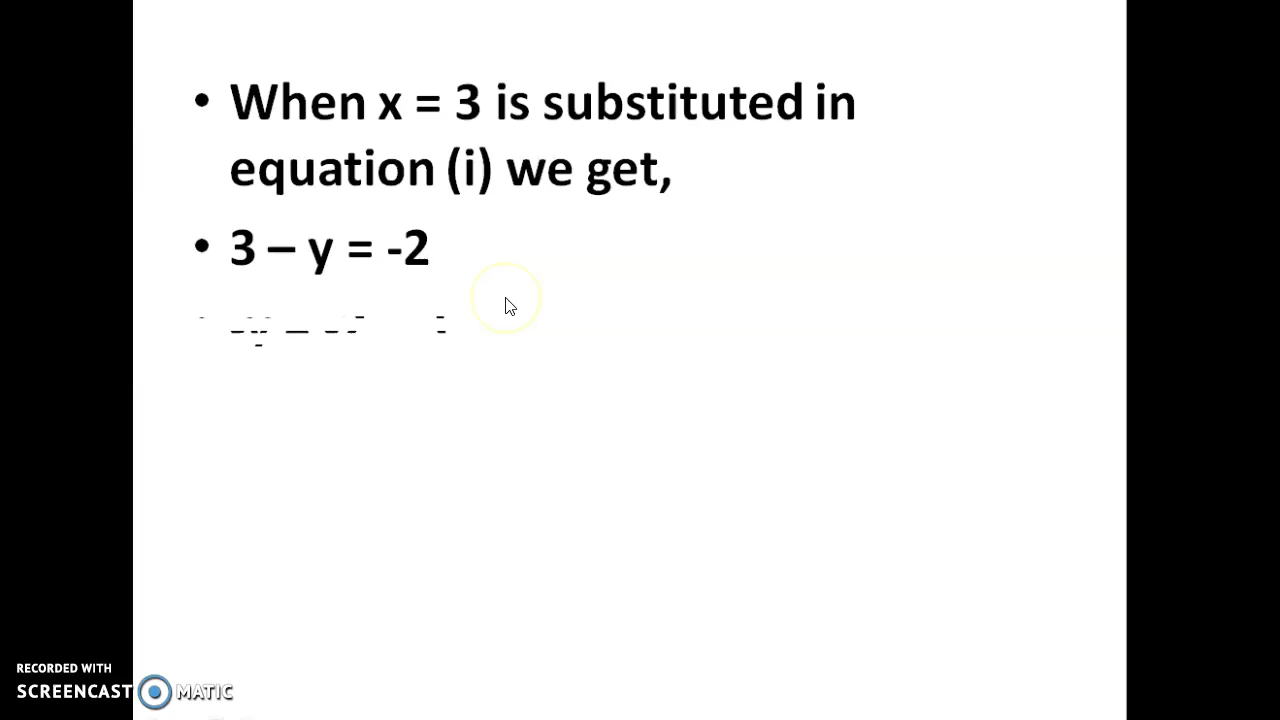 • When x = 3 is substituted in
equation (i) we get,
• 3 – y = -2
RECORDED WITH
SCREENCAST MATIC